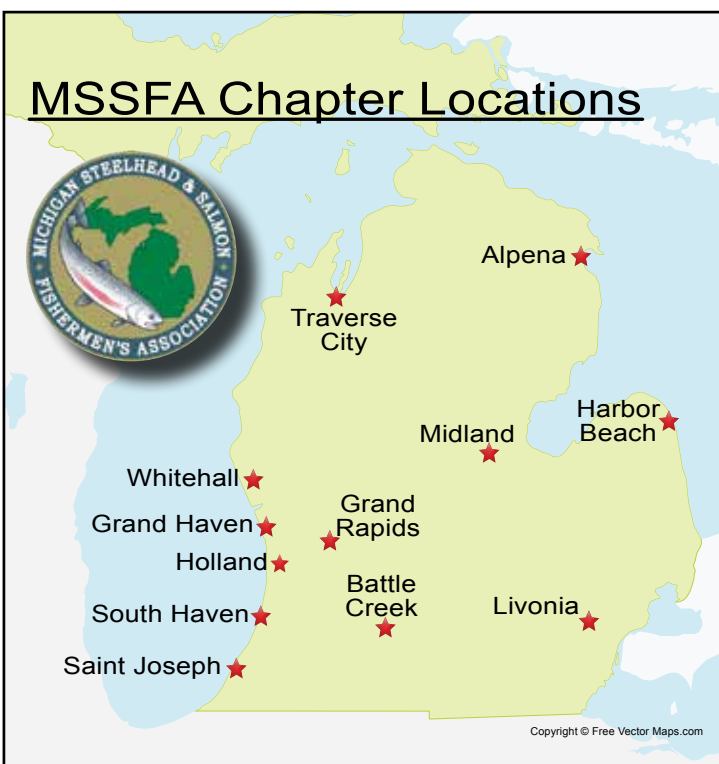 MSSFA Chapter Locations
MICHIGAN STEELHEAD & SALMON
FISHERMEN'S ASSOCIATION
Alpena
Traverse
City
Harbor
Beach
Midland
Whitehall
Grand
Rapids
Grand Haven
Holland
Battle
Creek
South Haven
Livonia
Saint Joseph
Copyright © Free Vector Maps.com